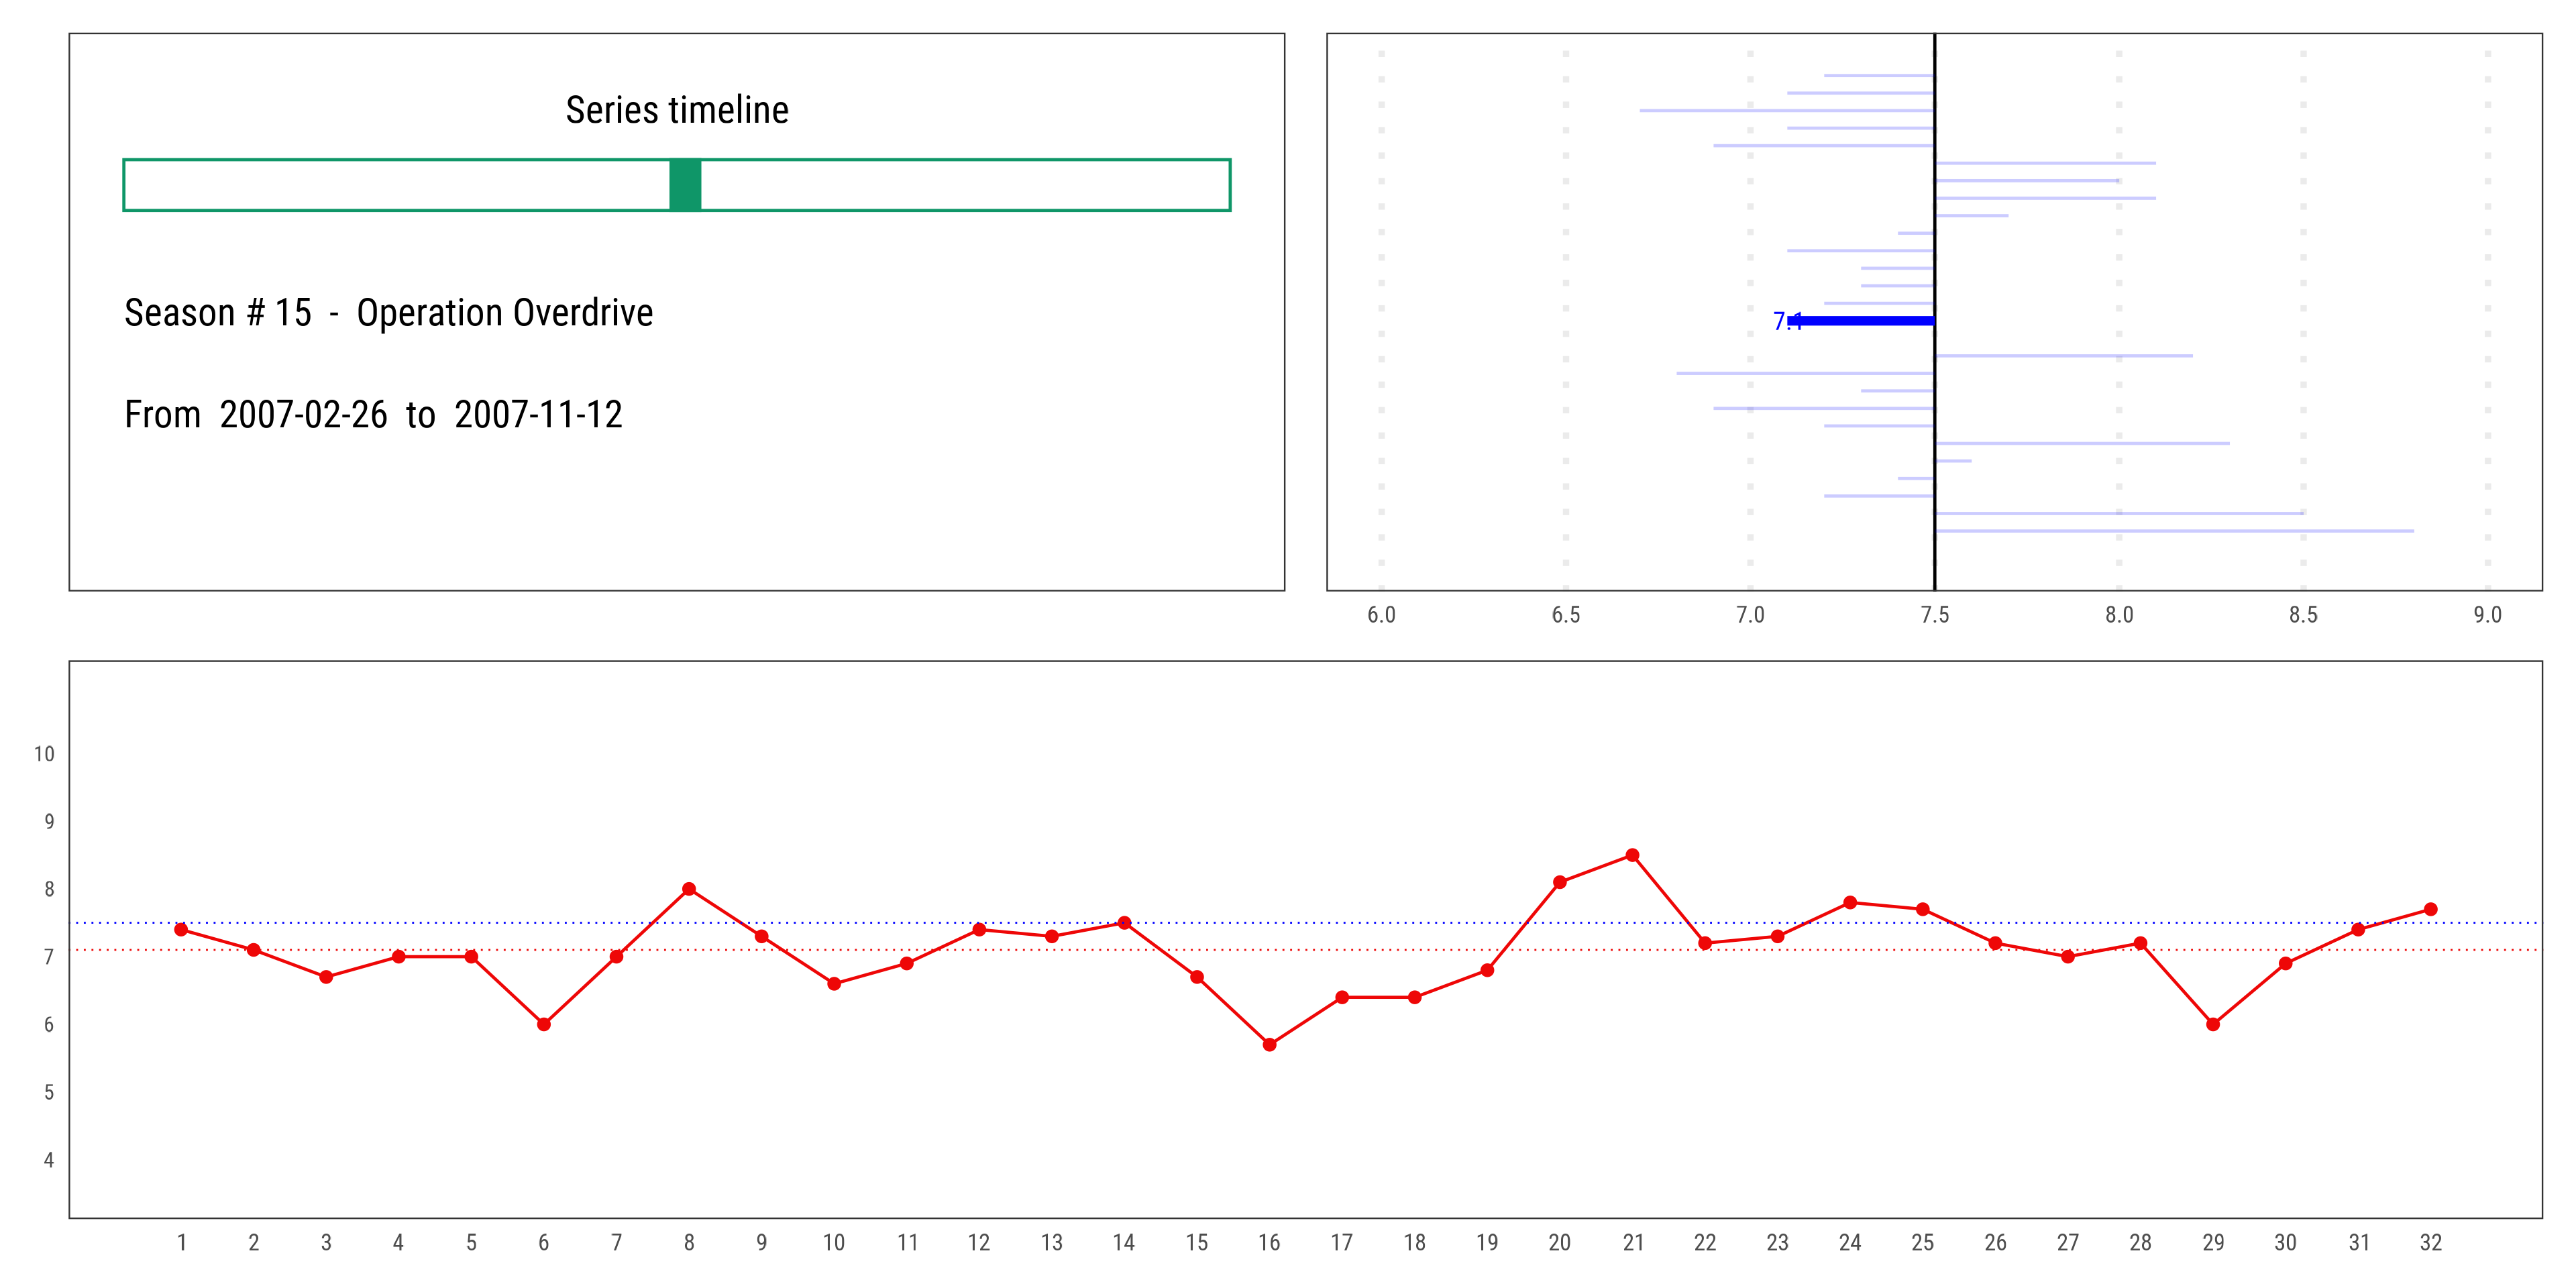 Series timeline
Season # 15 - Operation Overdrive
From 2007-02-26 to 2007-11-12
7.1
6.0 6.5 7.0 7.5 8.0 8.5 9.0
10
9
8
7
6
5
4
1 2 3 4 5 6 7 8 9 10 11 12 13 14 15 16 17 18 19 20 21 22 23 24 25 26 27 28 29 30 31 32